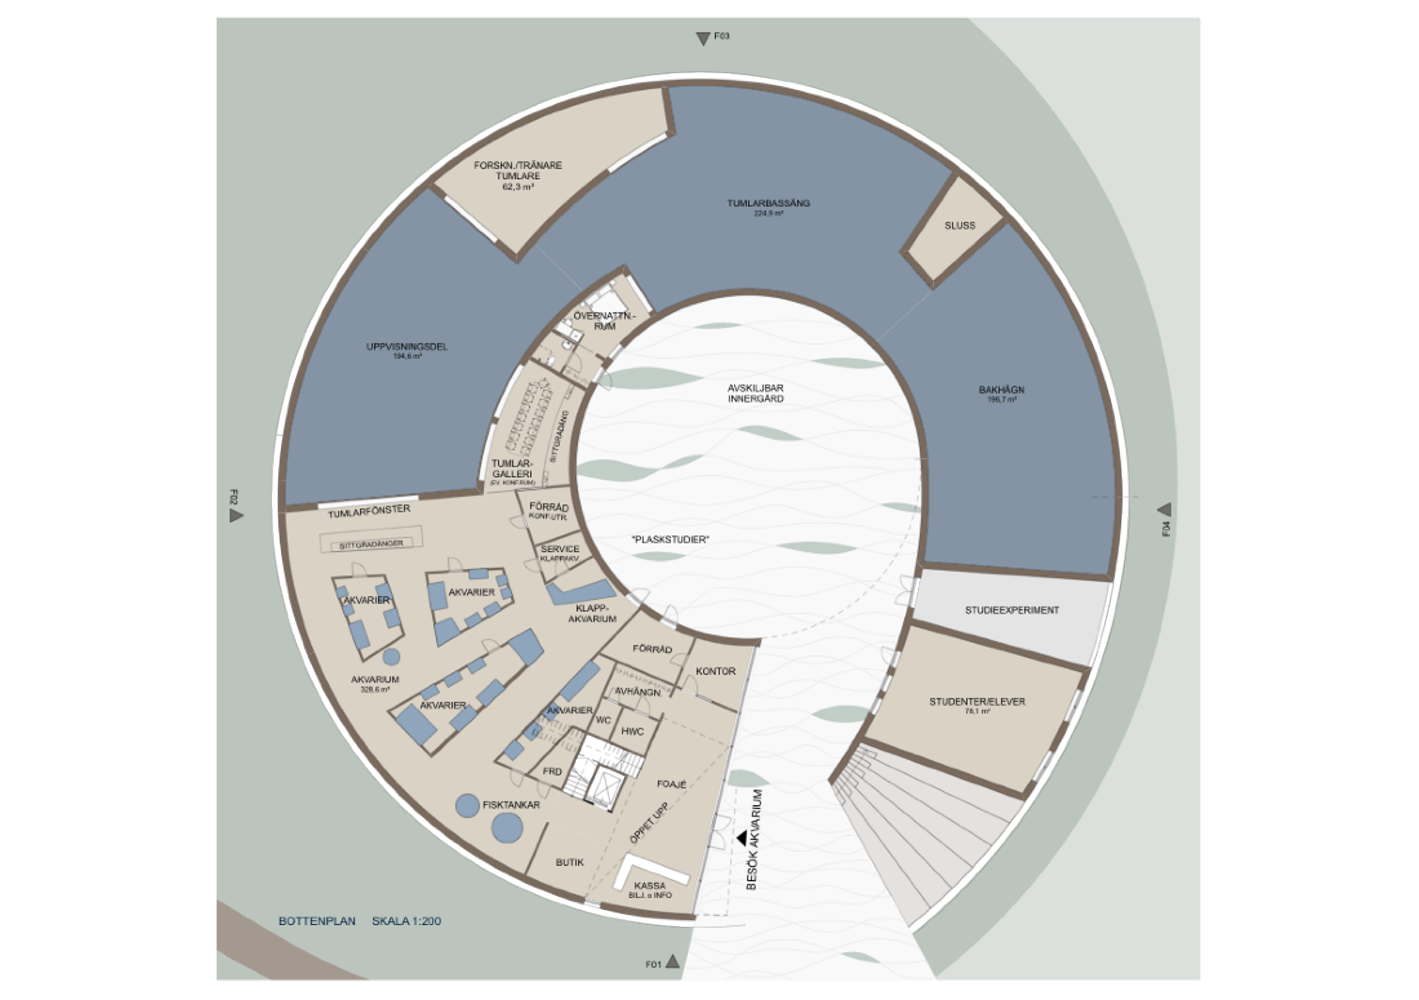 F03
FORSKN./TRÄNARE
TUMLARE
62,3 m²
TUMLARBASSÄNG
224,9 m²
SLUSS
ÖVERNATTN.-
RUM
UPPVISNINGSDEL
194,6 m²
AVSKILJBAR
INNERGÅRD
BAKHÄGN
196,7 m²
SITTGRADÄNG
TUMLAR-
GALLERI
(EV. KONF.RUM)
F02
TUMLARFÖNSTER
FÖRRÅD
KONF.UTR.
F04
SITTGRADÄNGER
SERVICE
KLAPPAKV.
"PLASKSTUDIER"
AKVARIER
AKVARIER
KLAPP-
AKVARIUM
STUDIEEXPERIMENT
FÖRRÅD
KONTOR
AKVARIUM
328,6 m²
AVHÄNGN.
AKVARIER
AKVARIER
WC
HWC
STUDENTER/ELEVER
78,1 m²
FRD
FOAJÉ
FISKTANKAR
ÖPPET UPP
BESÖK AKVARIUM
BUTIK
KASSA
BILJ. o INFO
BOTTENPLAN SKALA 1:200
F01